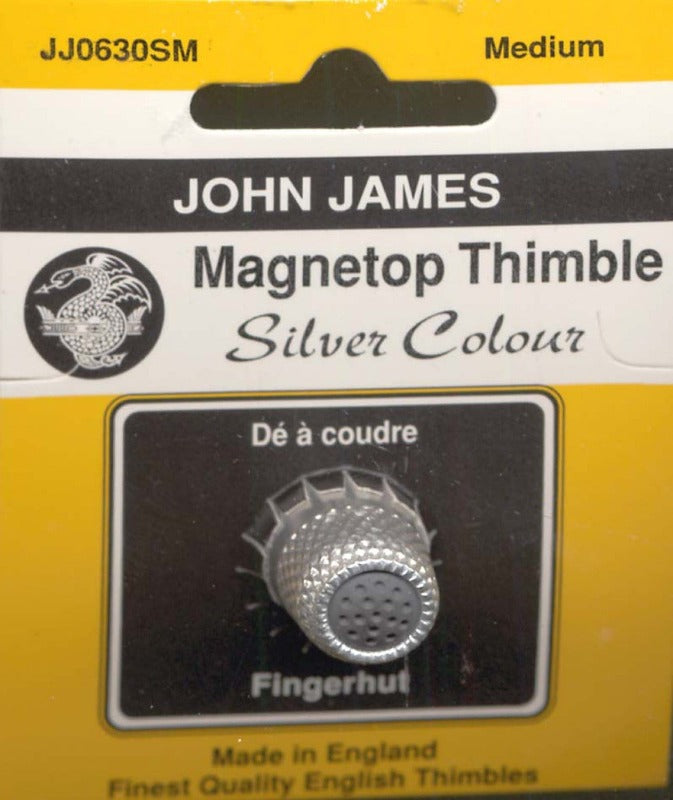 JJ0630SM Medium
JOHN JAMES
Magnetop Thimble
Silver Colour
Dé à coudre
Fingerhut
Made in England
Finest Quality English Thimbles